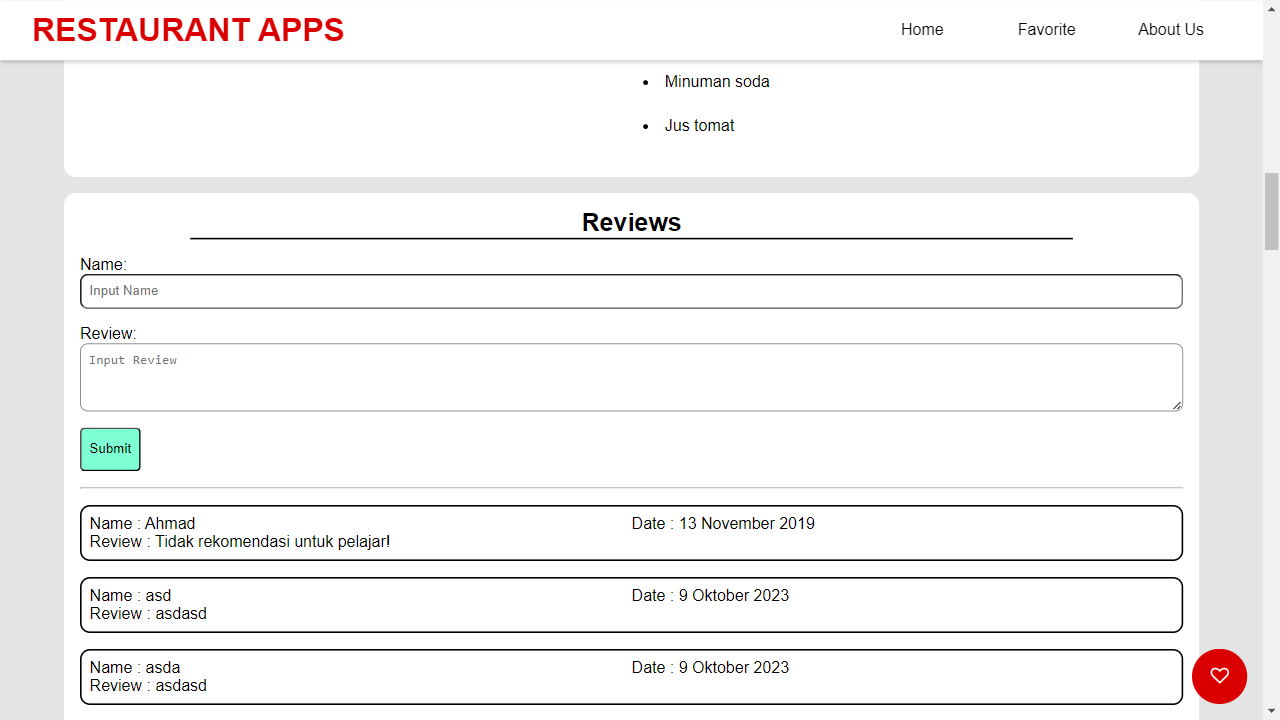 RESTAURANT APPS
Home
Favorite
About Us
Minuman soda
Jus tomat
Reviews
Name:
Input Name
Review:
Input Review
Submit
Name : Ahmad
Date : 13 November 2019
Review : Tidak rekomendasi untuk pelajar!
Name : asd
Date : 9 Oktober 2023
Review : asdasd
Name : asda
Date : 9 Oktober 2023
Review : asdasd